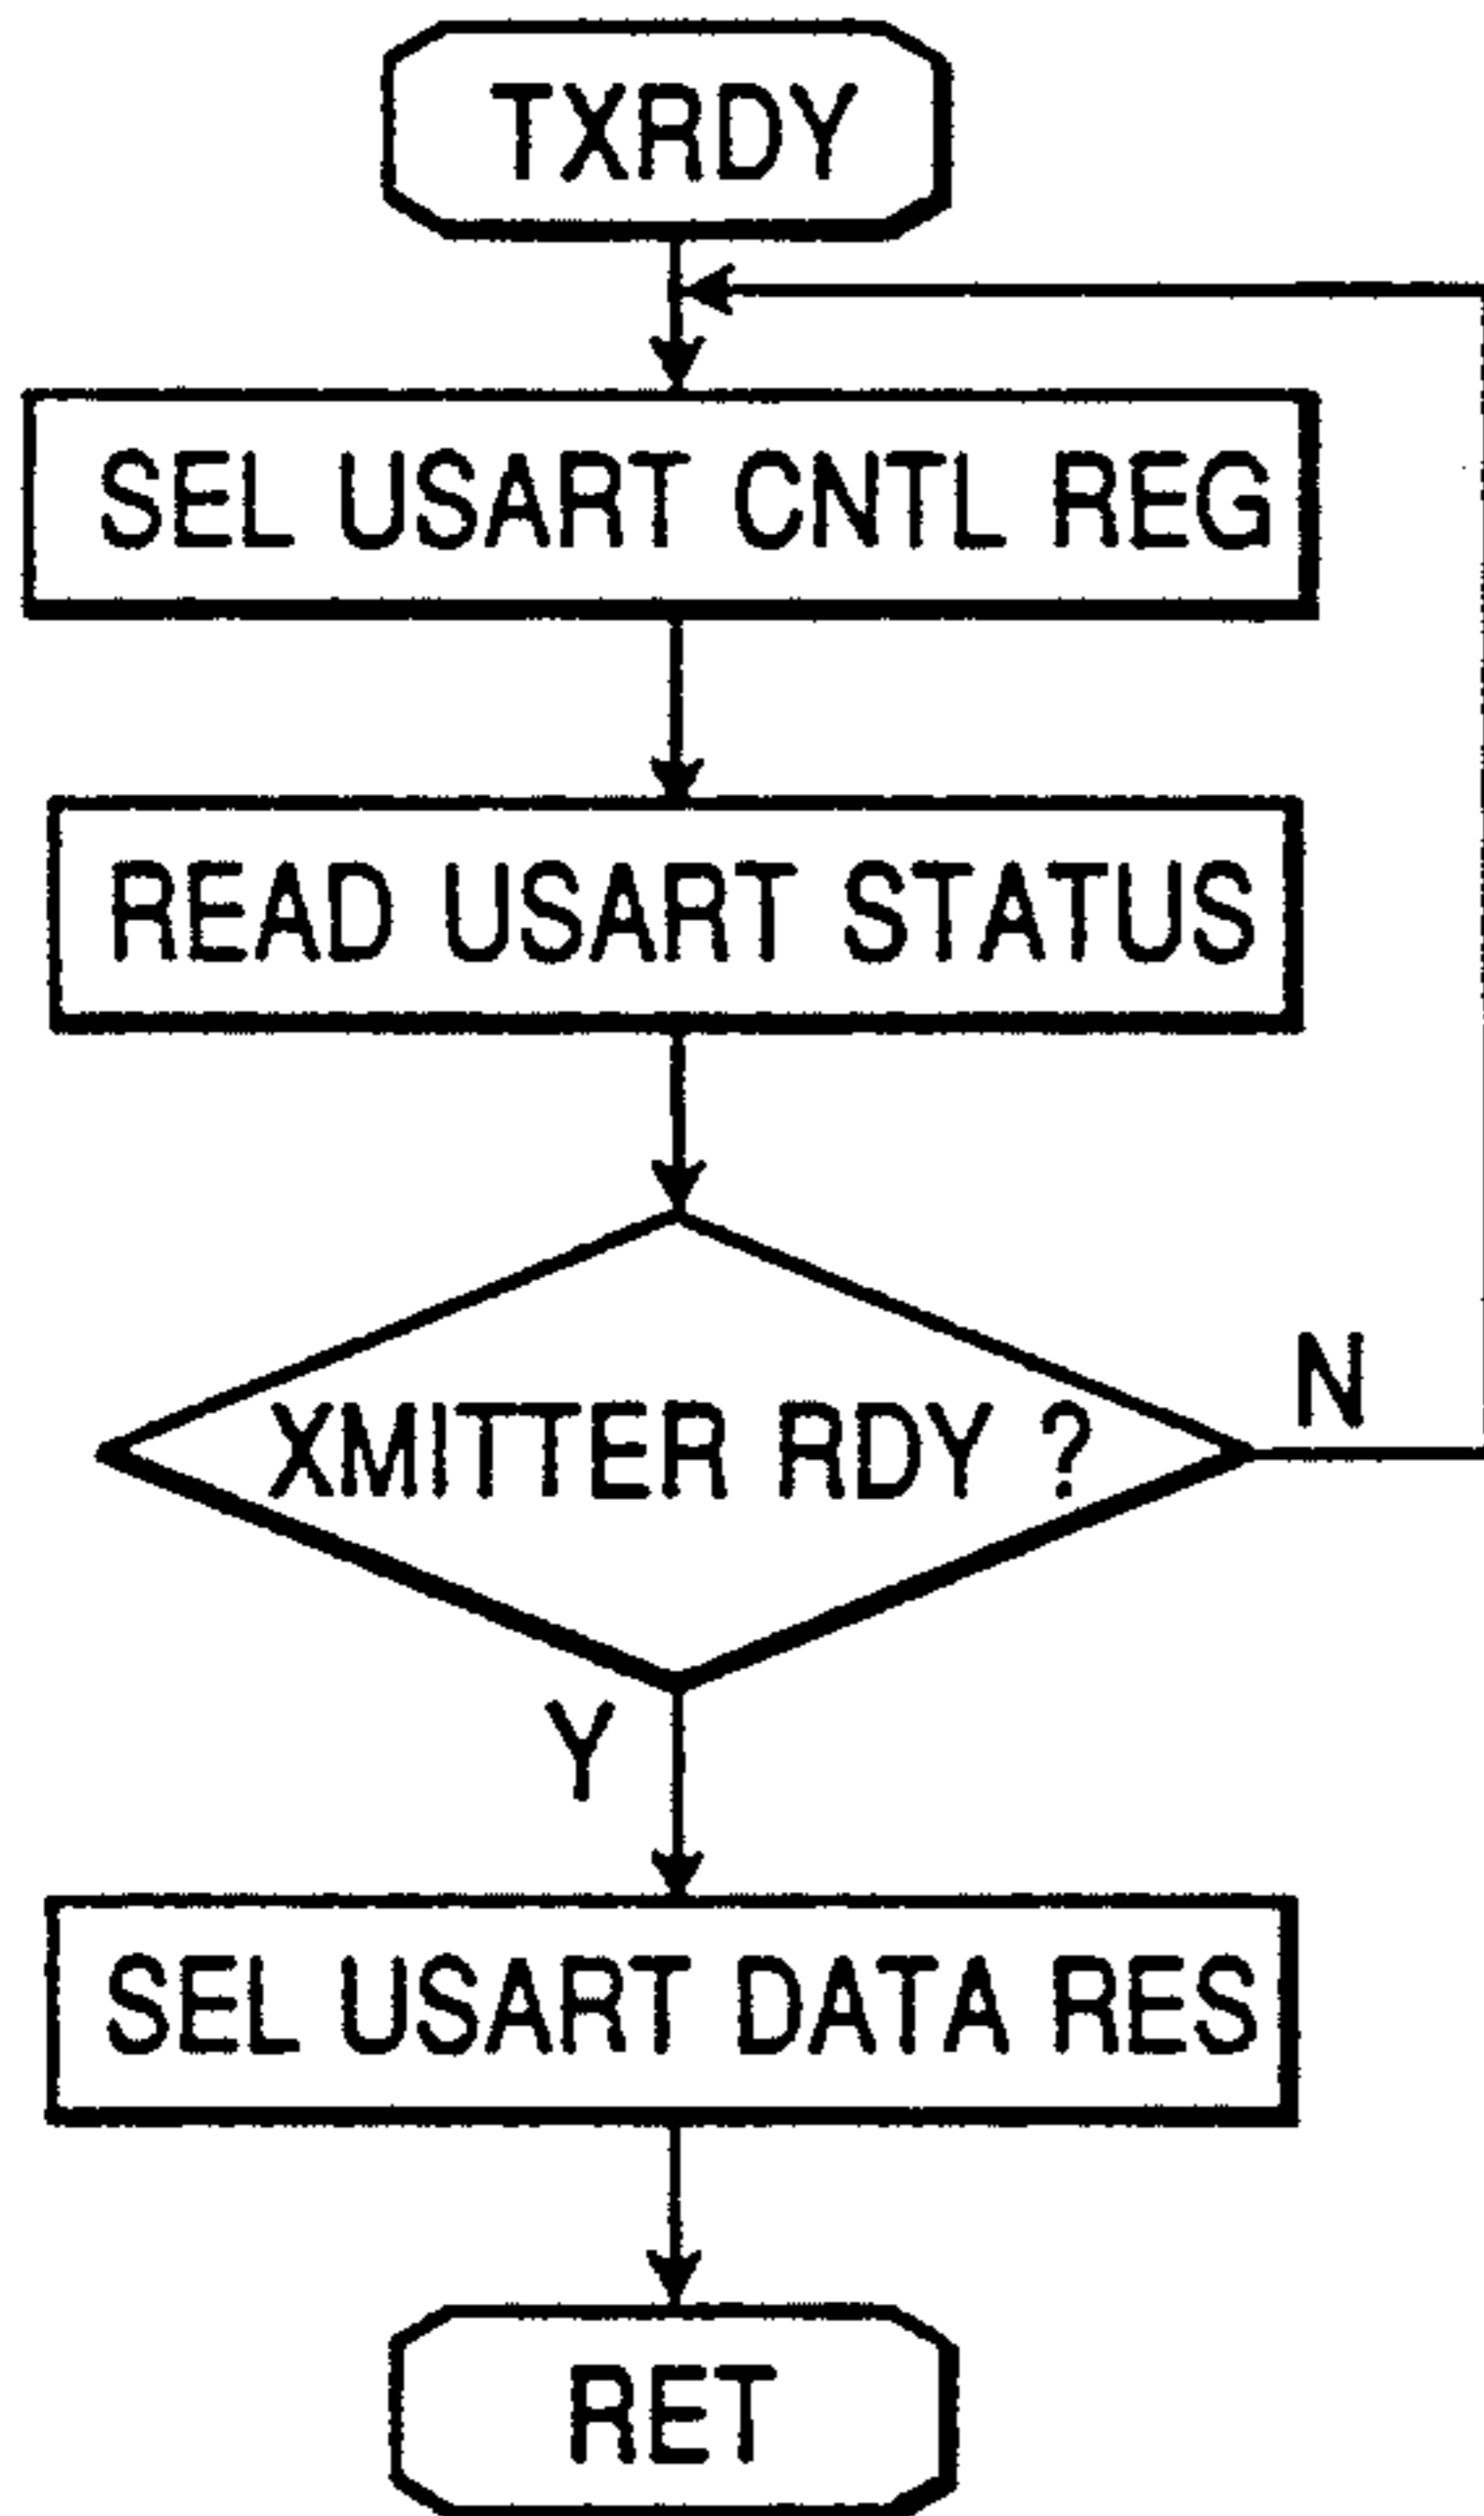 TXRDY
SEL USART CNTL REG
READ USART STATUS
XMITTER RDY ?
N
Y
SEL USART DATA RES
RET